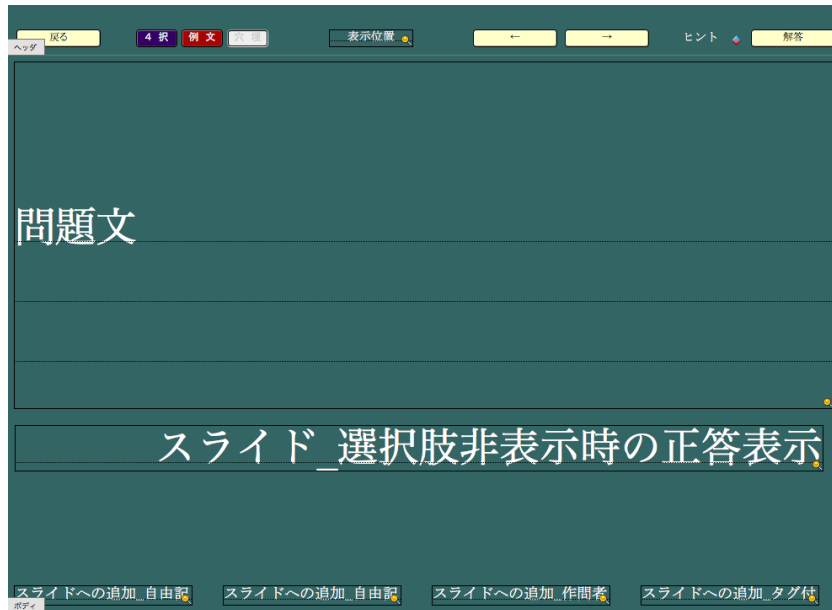 戻る 4 択 例 文 穴 埋 表示位置 ← → ヒント 解答
ヘッダ
問題文
スライド_選択肢非表示時の正答表示
スライドへの追加_自由記 スライドへの追加_自由記 スライドへの追加_作問者 スライドへの追加_タグ付
ボディ